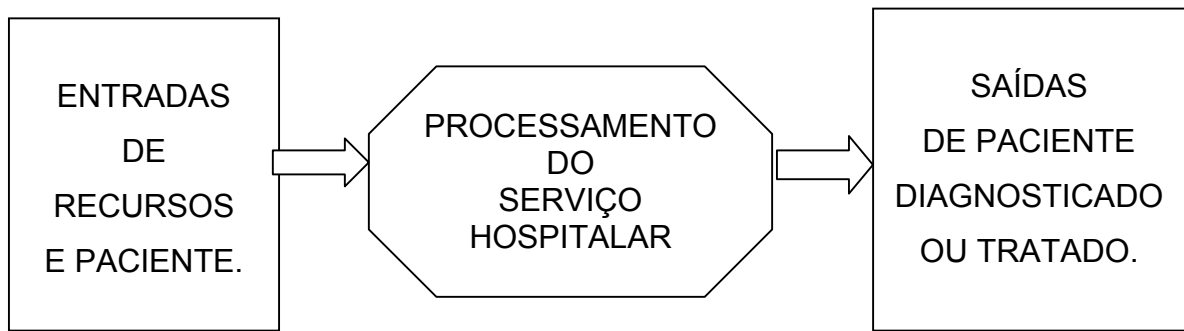 ENTRADAS
DE
RECURSOS
E PACIENTE.
PROCESSAMENTO
DO
SERVIÇO
HOSPITALAR
SAÍDAS
DE PACIENTE
DIAGNOSTICADO
OU TRATADO.